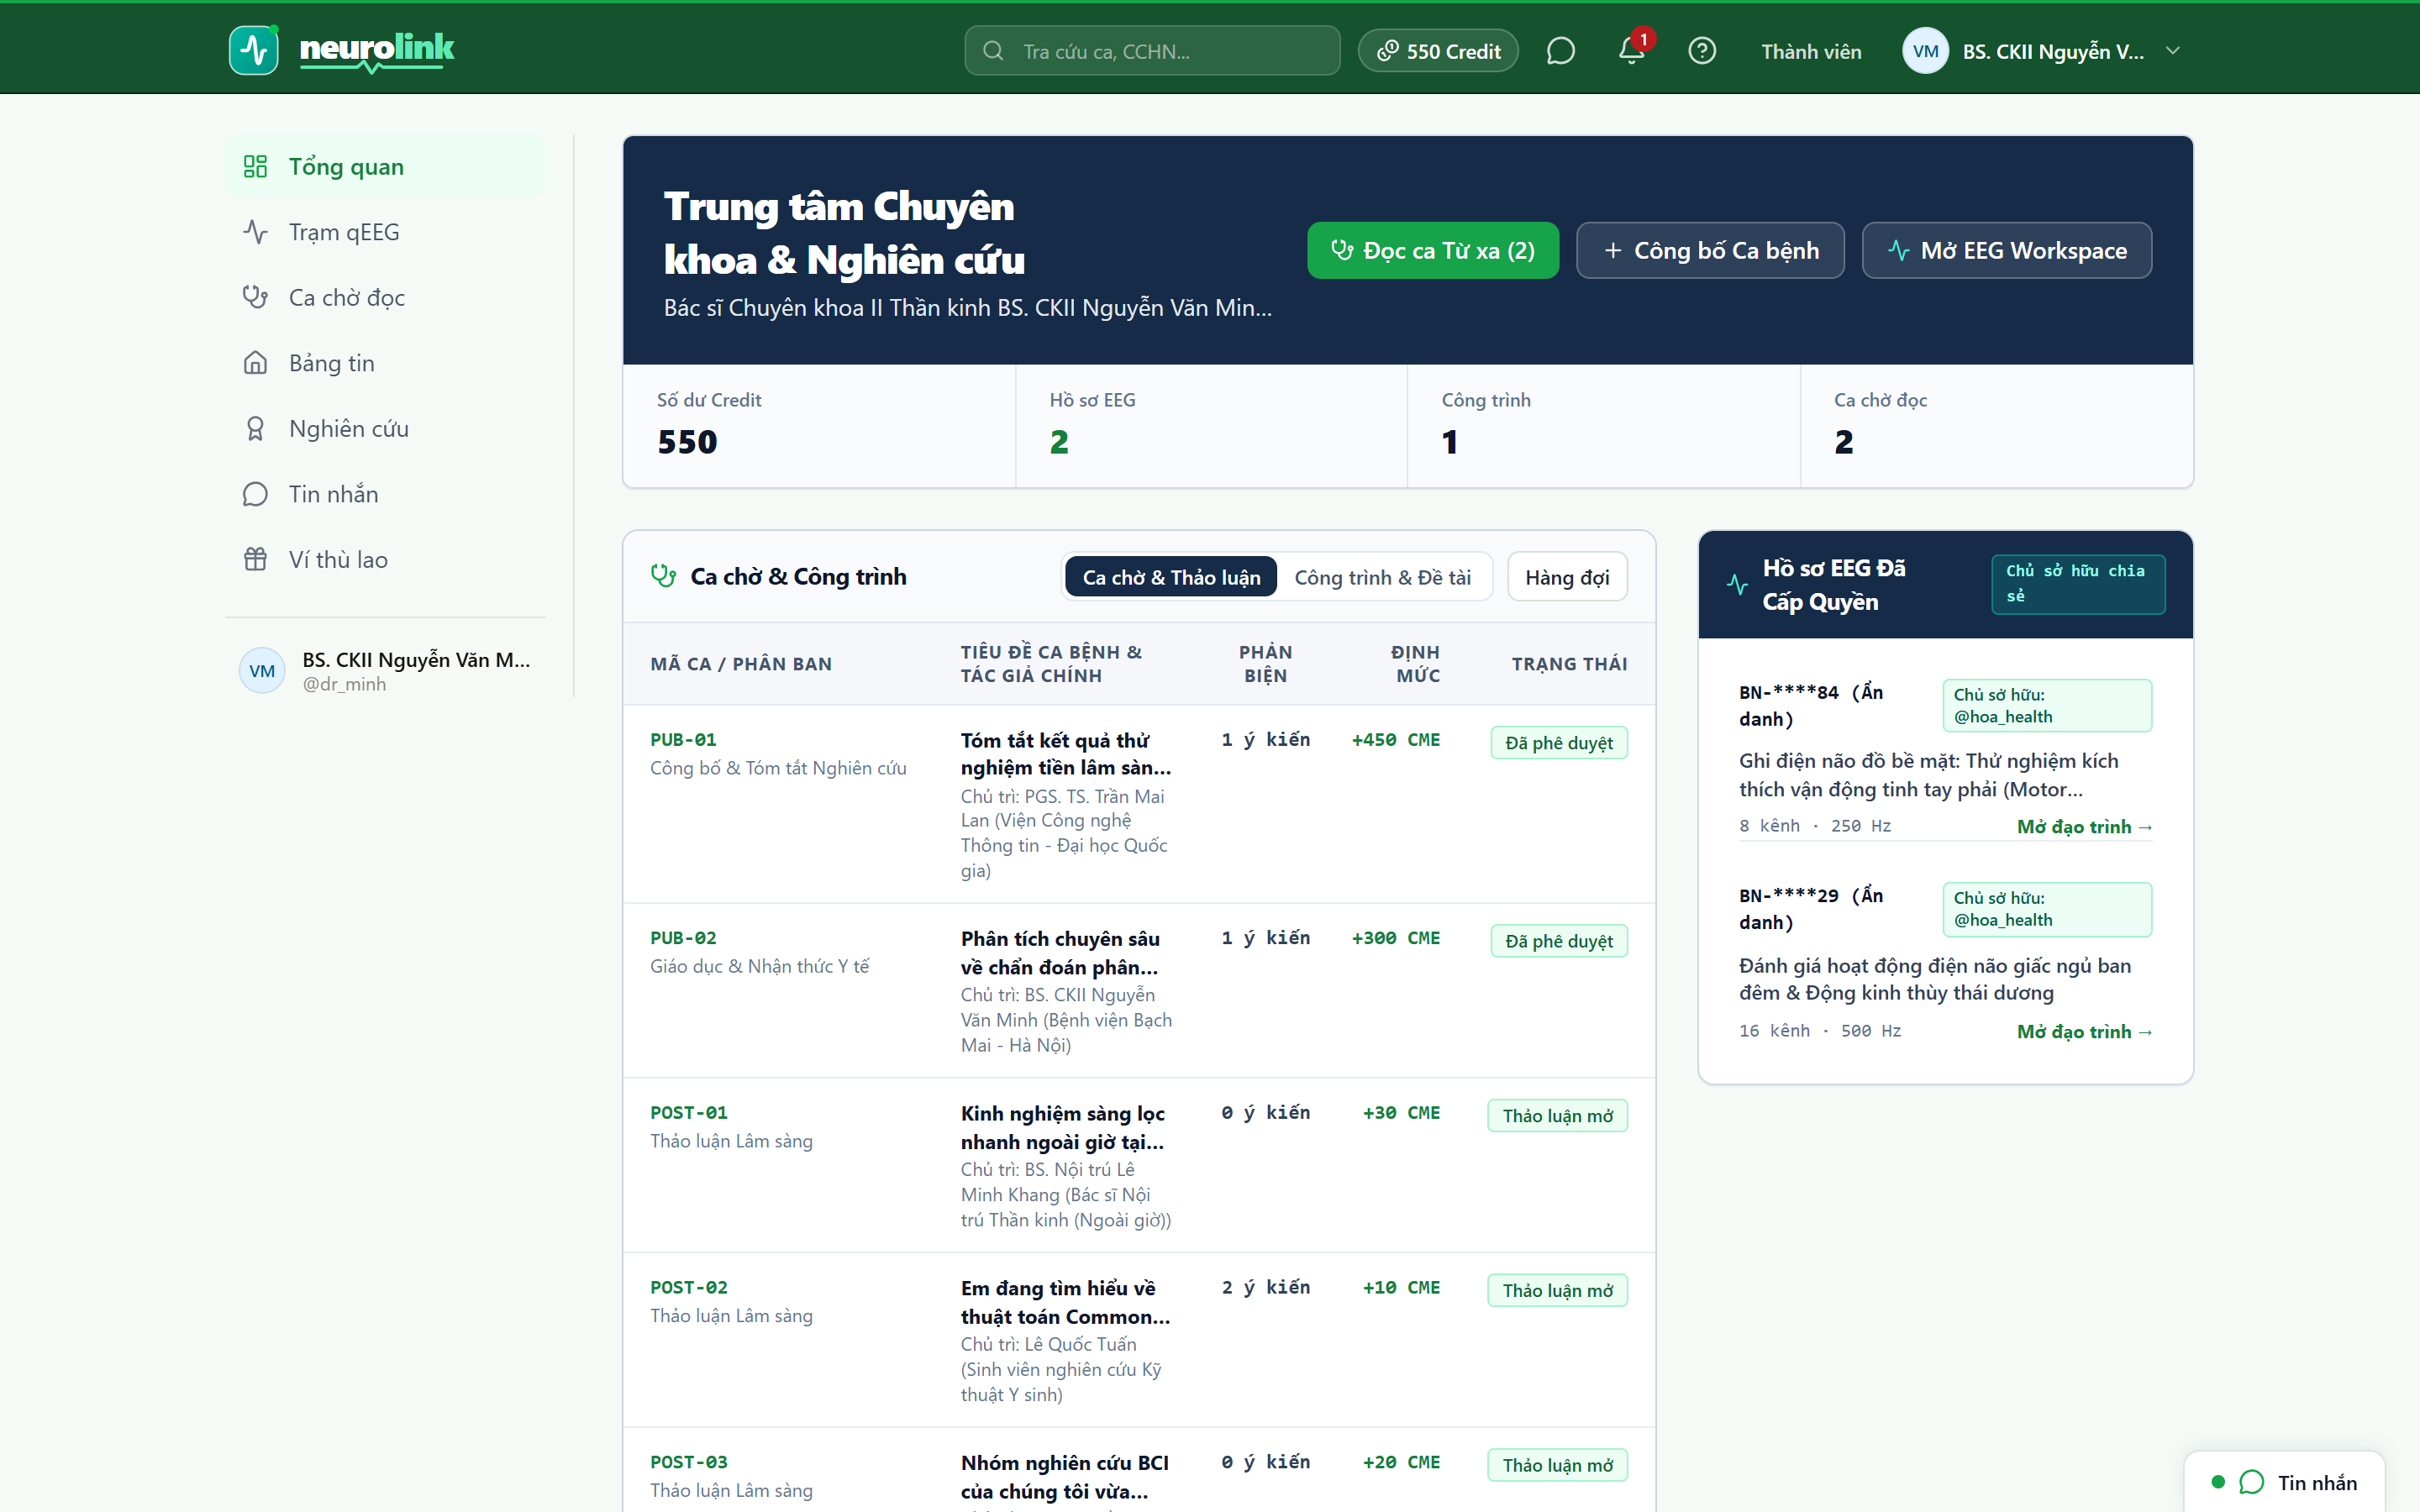 neurolink
Tra cứu ca, CCHN...
550 Credit
1
Thành viên
VM
BS. CKII Nguyễn V...
Tổng quan
Trạm qEEG
Ca chờ đọc
Bảng tin
Nghiên cứu
Tin nhắn
Ví thù lao
VM
BS. CKII Nguyễn Văn M...
@dr_minh
Trung tâm Chuyên
khoa & Nghiên cứu
Bác sĩ Chuyên khoa II Thần kinh BS. CKII Nguyễn Văn Min...
Đọc ca Từ xa (2)
Công bố Ca bệnh
Mở EEG Workspace
Số dư Credit
550
Hồ sơ EEG
2
Công trình
1
Ca chờ đọc
2
Ca chờ & Công trình
Ca chờ & Thảo luận
Công trình & Đề tài
Hàng đợi
MÃ CA / PHÂN BAN
TIÊU ĐỀ CA BỆNH &
TÁC GIẢ CHÍNH
PHẢN
BIỆN
ĐỊNH
MỨC
TRẠNG THÁI
PUB-01
Công bố & Tóm tắt Nghiên cứu
Tóm tắt kết quả thử
nghiệm tiền lâm sàn...
Chủ trì: PGS. TS. Trần Mai
Lan (Viện Công nghệ
Thông tin - Đại học Quốc
gia)
1 ý kiến
+450 CME
Đã phê duyệt
PUB-02
Giáo dục & Nhận thức Y tế
Phân tích chuyên sâu
về chẩn đoán phân...
Chủ trì: BS. CKII Nguyễn
Văn Minh (Bệnh viện Bạch
Mai - Hà Nội)
1 ý kiến
+300 CME
Đã phê duyệt
POST-01
Thảo luận Lâm sàng
Kinh nghiệm sàng lọc
nhanh ngoài giờ tại...
Chủ trì: BS. Nội trú Lê
Minh Khang (Bác sĩ Nội
trú Thần kinh (Ngoài giờ))
0 ý kiến
+30 CME
Thảo luận mở
POST-02
Thảo luận Lâm sàng
Em đang tìm hiểu về
thuật toán Common...
Chủ trì: Lê Quốc Tuấn
(Sinh viên nghiên cứu Kỹ
thuật Y sinh)
2 ý kiến
+10 CME
Thảo luận mở
POST-03
Thảo luận Lâm sàng
Nhóm nghiên cứu BCI
của chúng tôi vừa...
0 ý kiến
+20 CME
Thảo luận mở
Hồ sơ EEG Đã
Cấp Quyền
Chủ sở hữu chia
sẻ
BN-****84 (Ẩn
danh)
Chủ sở hữu:
@hoa_health
Ghi điện não đồ bề mặt: Thử nghiệm kích
thích vận động tinh tay phải (Motor...
8 kênh · 250 Hz
Mở đạo trình →
BN-****29 (Ẩn
danh)
Chủ sở hữu:
@hoa_health
Đánh giá hoạt động điện não giấc ngủ ban
đêm & Động kinh thùy thái dương
16 kênh · 500 Hz
Mở đạo trình →
Tin nhắn